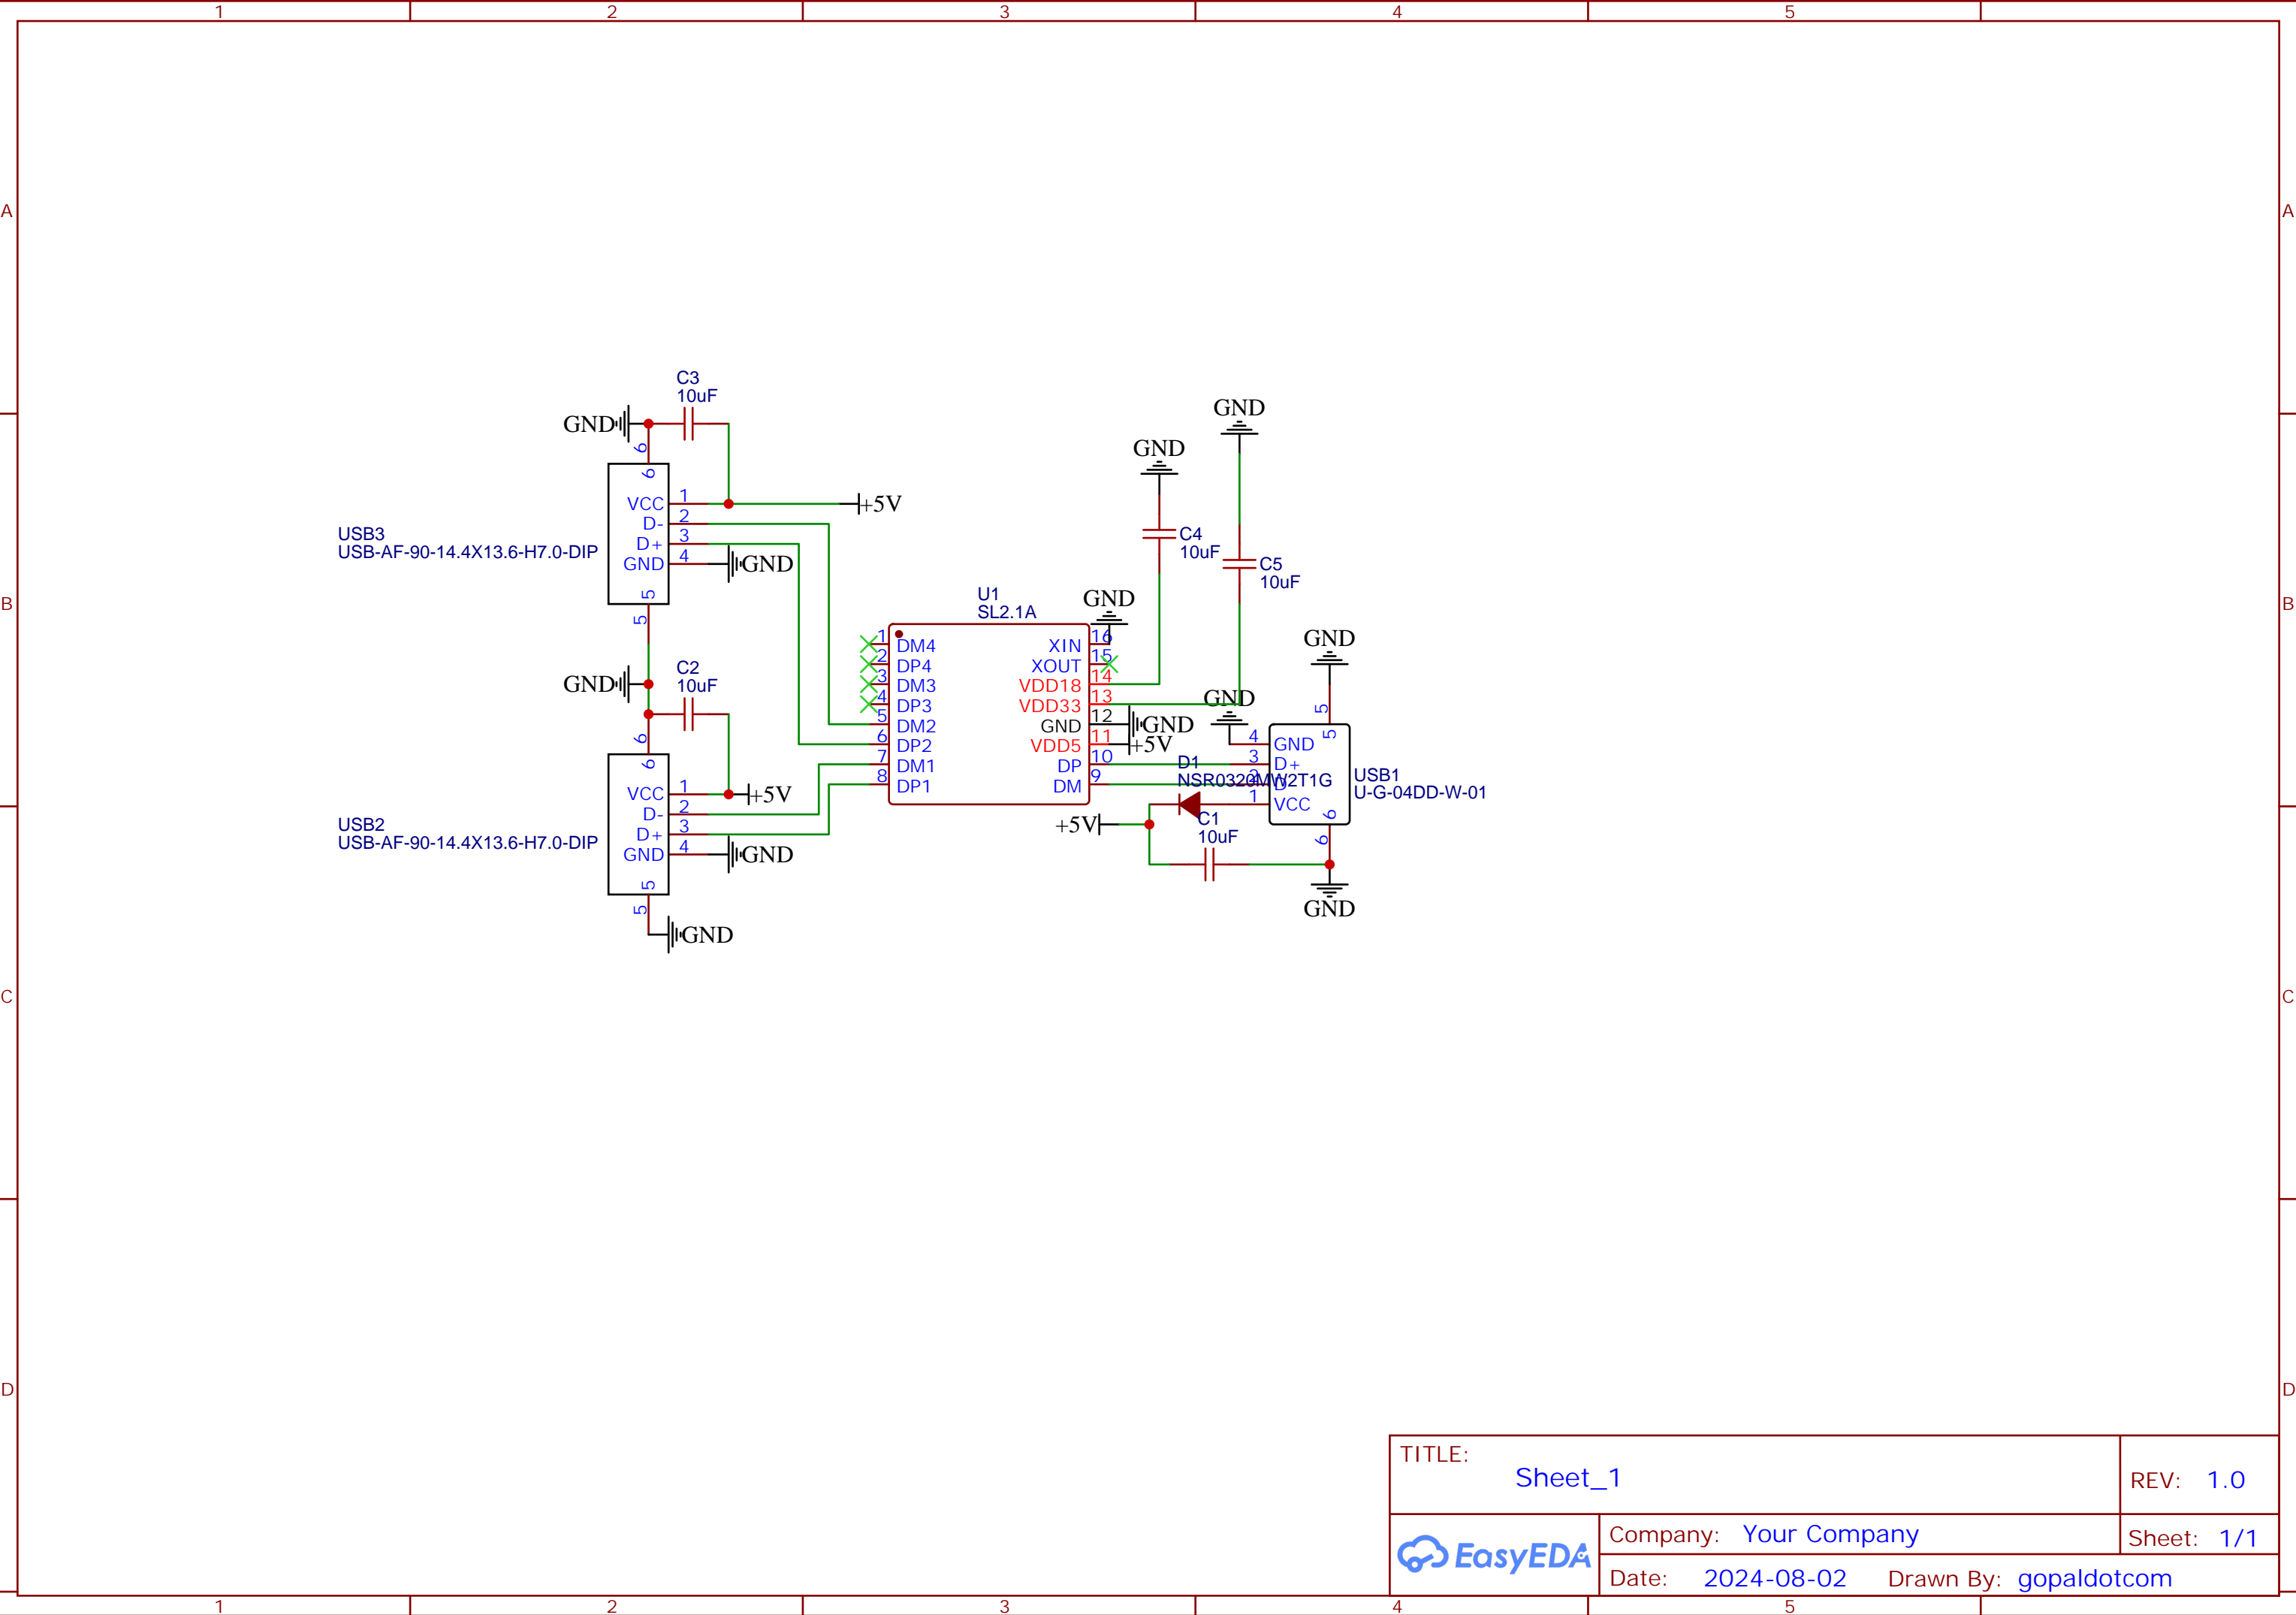 1 2 3 4 5
A A
B B
C C
D D
C3
10uF
GND
6
6
VCC 1
+5V
D- 2
D+ 3
GND 4
GND
5
5
USB3
USB-AF-90-14.4X13.6-H7.0-DIP
GND
C2
10uF
6
6
VCC 1
+5V
D- 2
D+ 3
GND 4
GND
5
5
GND
USB2
USB-AF-90-14.4X13.6-H7.0-DIP
U1
SL2.1A
1 DM4
2 DP4
3 DM3
4 DP3
5 DM2
6 DP2
7 DM1
8 DP1
XIN 16
XOUT 15
VDD18 14
VDD33 13
GND 12
VDD5 11
DP 10
DM 9
GND
GND
+5V
GND
C4
10uF
GND
C5
10uF
GND
GND
5
5
4 GND
3 D+
2 D-
1 VCC
6
6
USB1
U-G-04DD-W-01
D1
NSR0320MW2T1G
+5V
C1
10uF
GND
TITLE:
Sheet_1
REV: 1.0
EasyEDA
Company: Your Company
Sheet: 1/1
Date: 2024-08-02 Drawn By: gopaldotcom
1 2 3 4 5